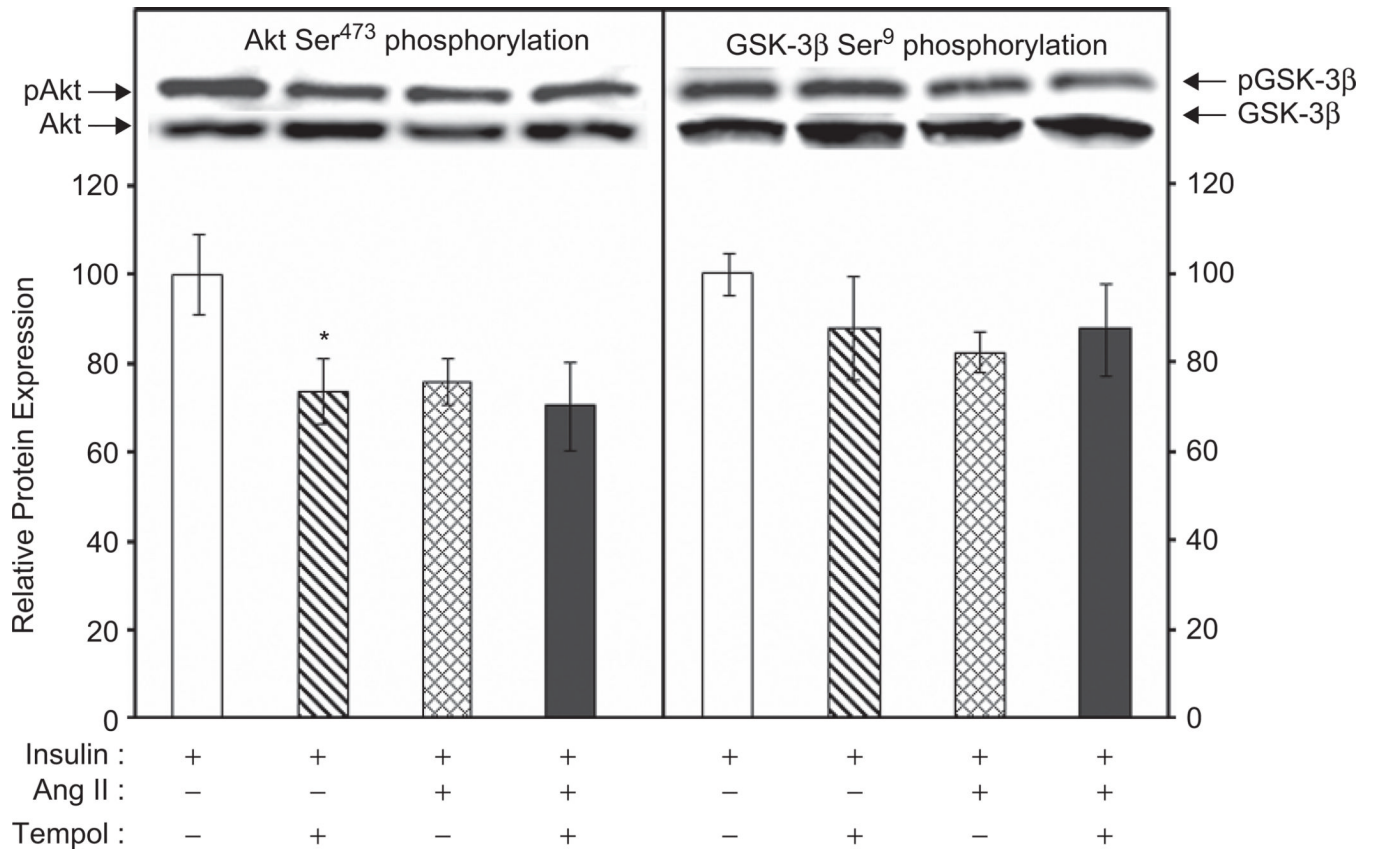 Akt Ser473 phosphorylation
GSK-3β Ser9 phosphorylation
pAkt
Akt
pGSK-3β
GSK-3β
Relative Protein Expression
120
100
80
60
40
20
0
*
120
100
80
60
40
20
0
Insulin : + + + + + + + +
Ang II : – – + + – – + +
Tempol : – + – + – + – +